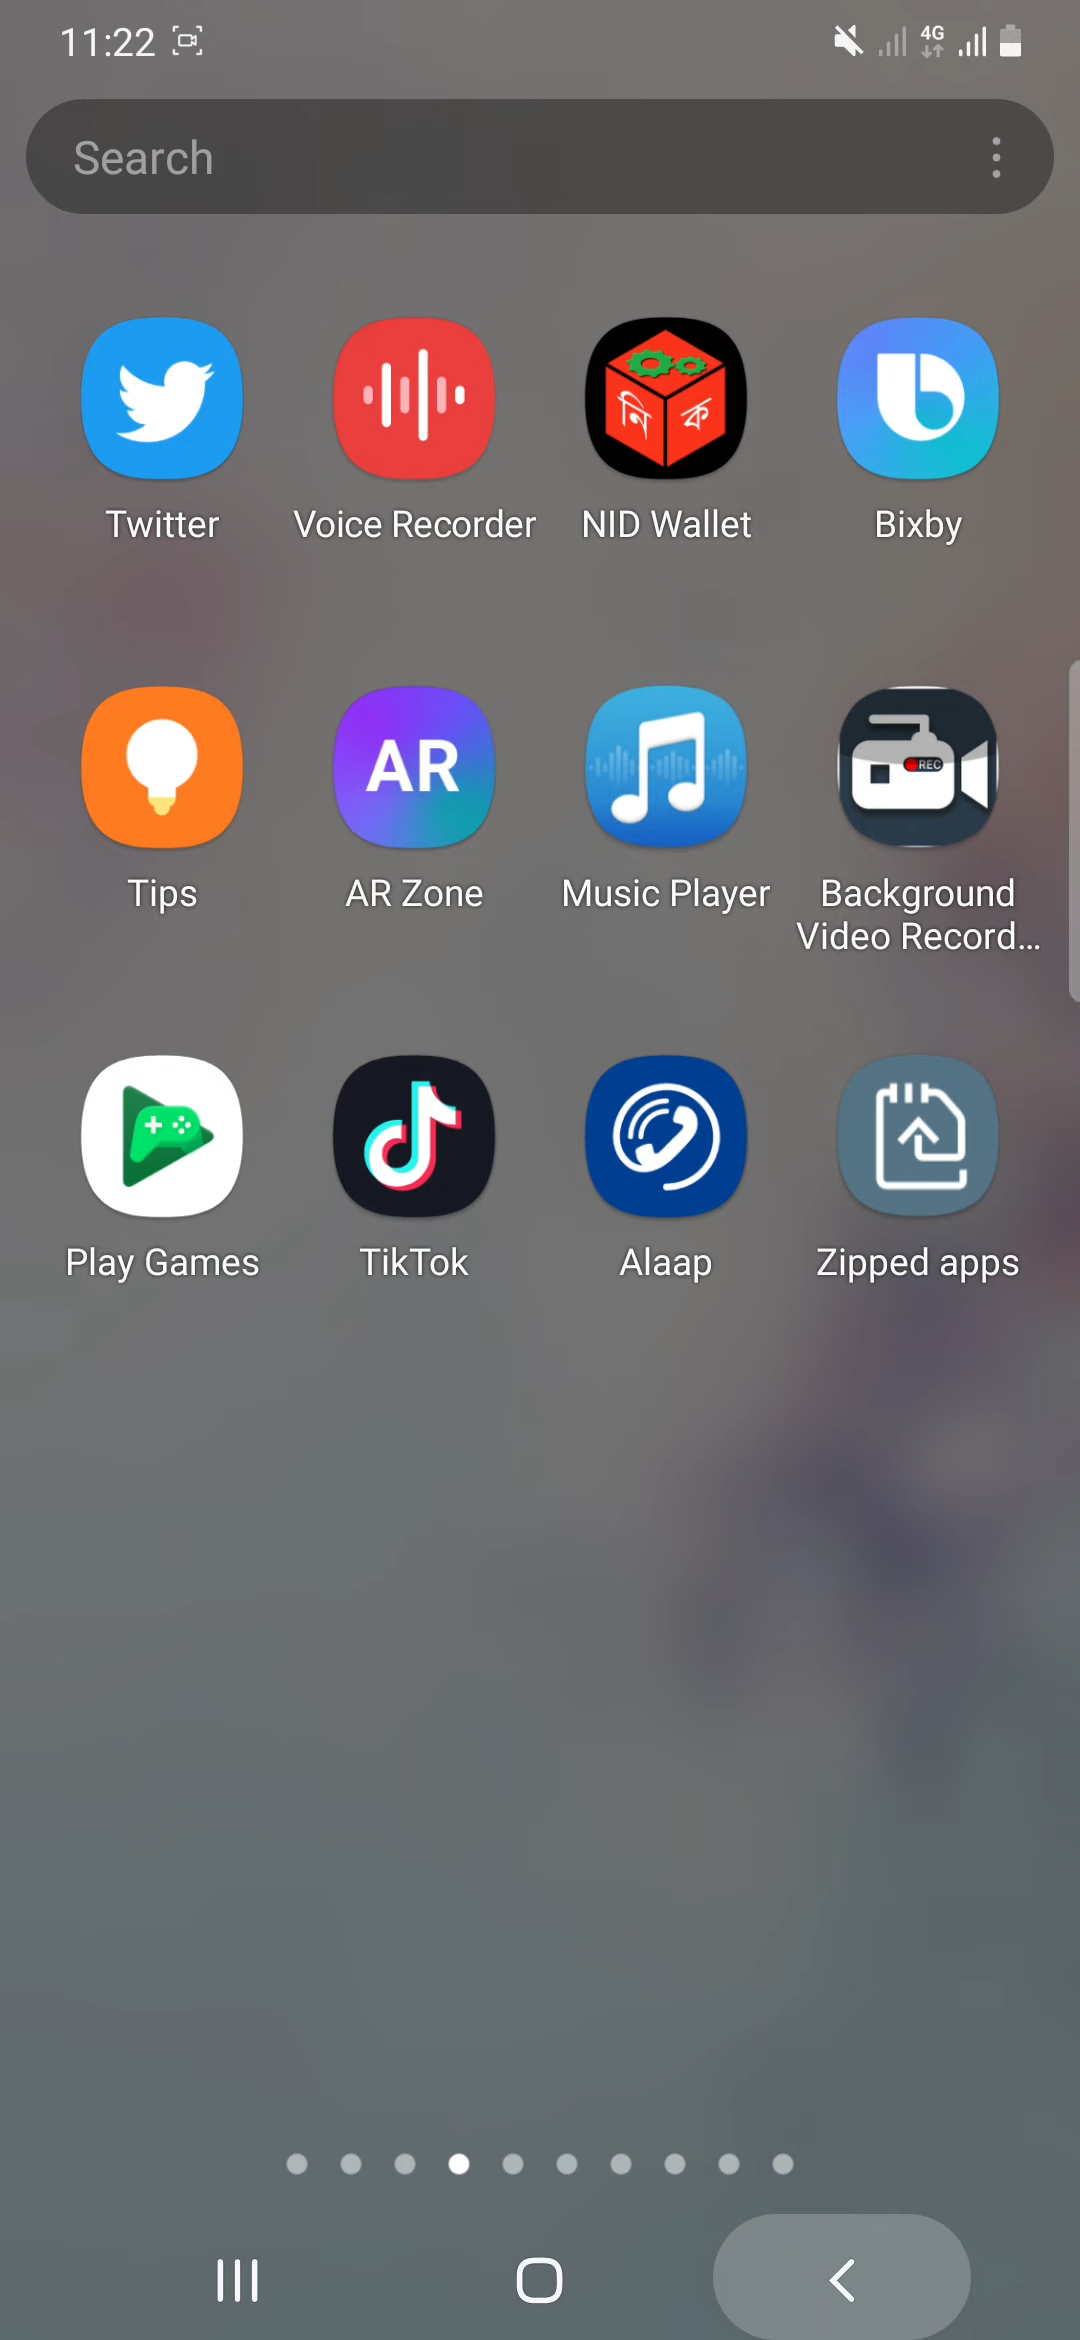 11:22
4G
Search
নি ক
Twitter
Voice Recorder
NID Wallet
Bixby
AR
REC
Tips
AR Zone
Music Player
Background
Video Record...
Play Games
TikTok
Alaap
Zipped apps